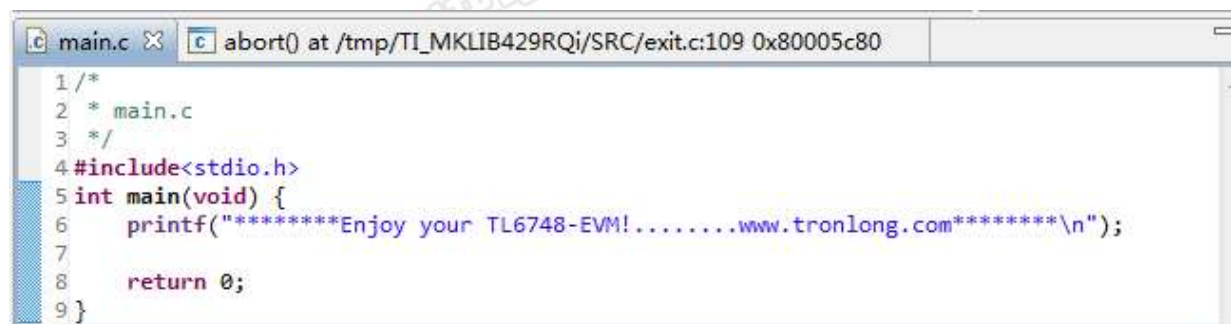 main.c abort() at /tmp/TI_MKLIB429RQi/SRC/exit.c:109 0x80005c80
1 /*
2 * main.c
3 */
4 #include<stdio.h>
5 int main(void) {
6 printf("********Enjoy your TL6748-EVM!........www.tronlong.com********\n");
7
8 return 0;
9 }